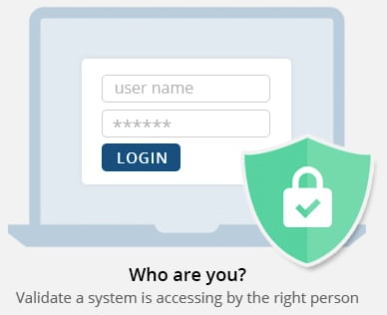 user name
******
LOGIN
Who are you?
Validate a system is accessing by the right person